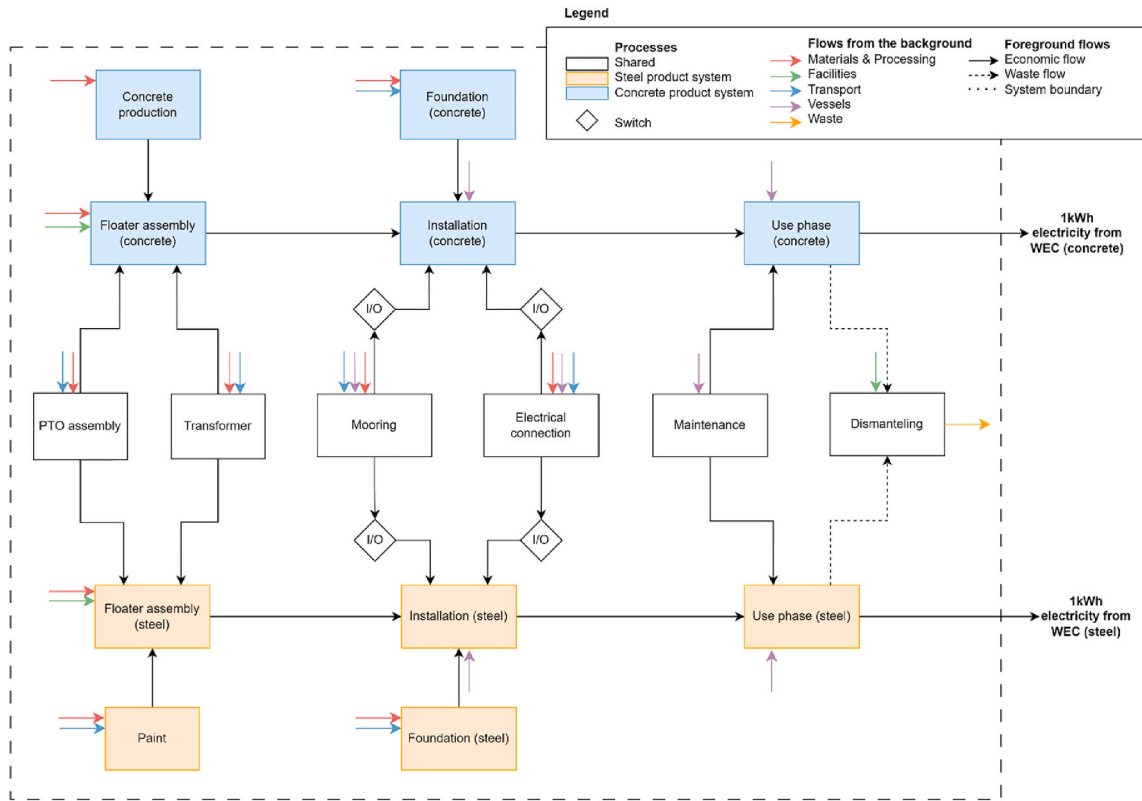 Legend
Processes
Shared
Steel product system
Concrete product system
Switch
Flows from the background
Materials & Processing
Facilities
Transport
Vessels
Waste
Foreground flows
Economic flow
Waste flow
System boundary
Concrete
production
Foundation
(concrete)
Floater assembly
(concrete)
Installation
(concrete)
Use phase
(concrete)
1kWh
electricity from
WEC (concrete)
I/O
I/O
PTO assembly
Transformer
Mooring
Electrical
connection
Maintenance
Dismanteling
I/O
I/O
Floater assembly
(steel)
Installation (steel)
Use phase (steel)
1kWh
electricity from
WEC (steel)
Paint
Foundation (steel)